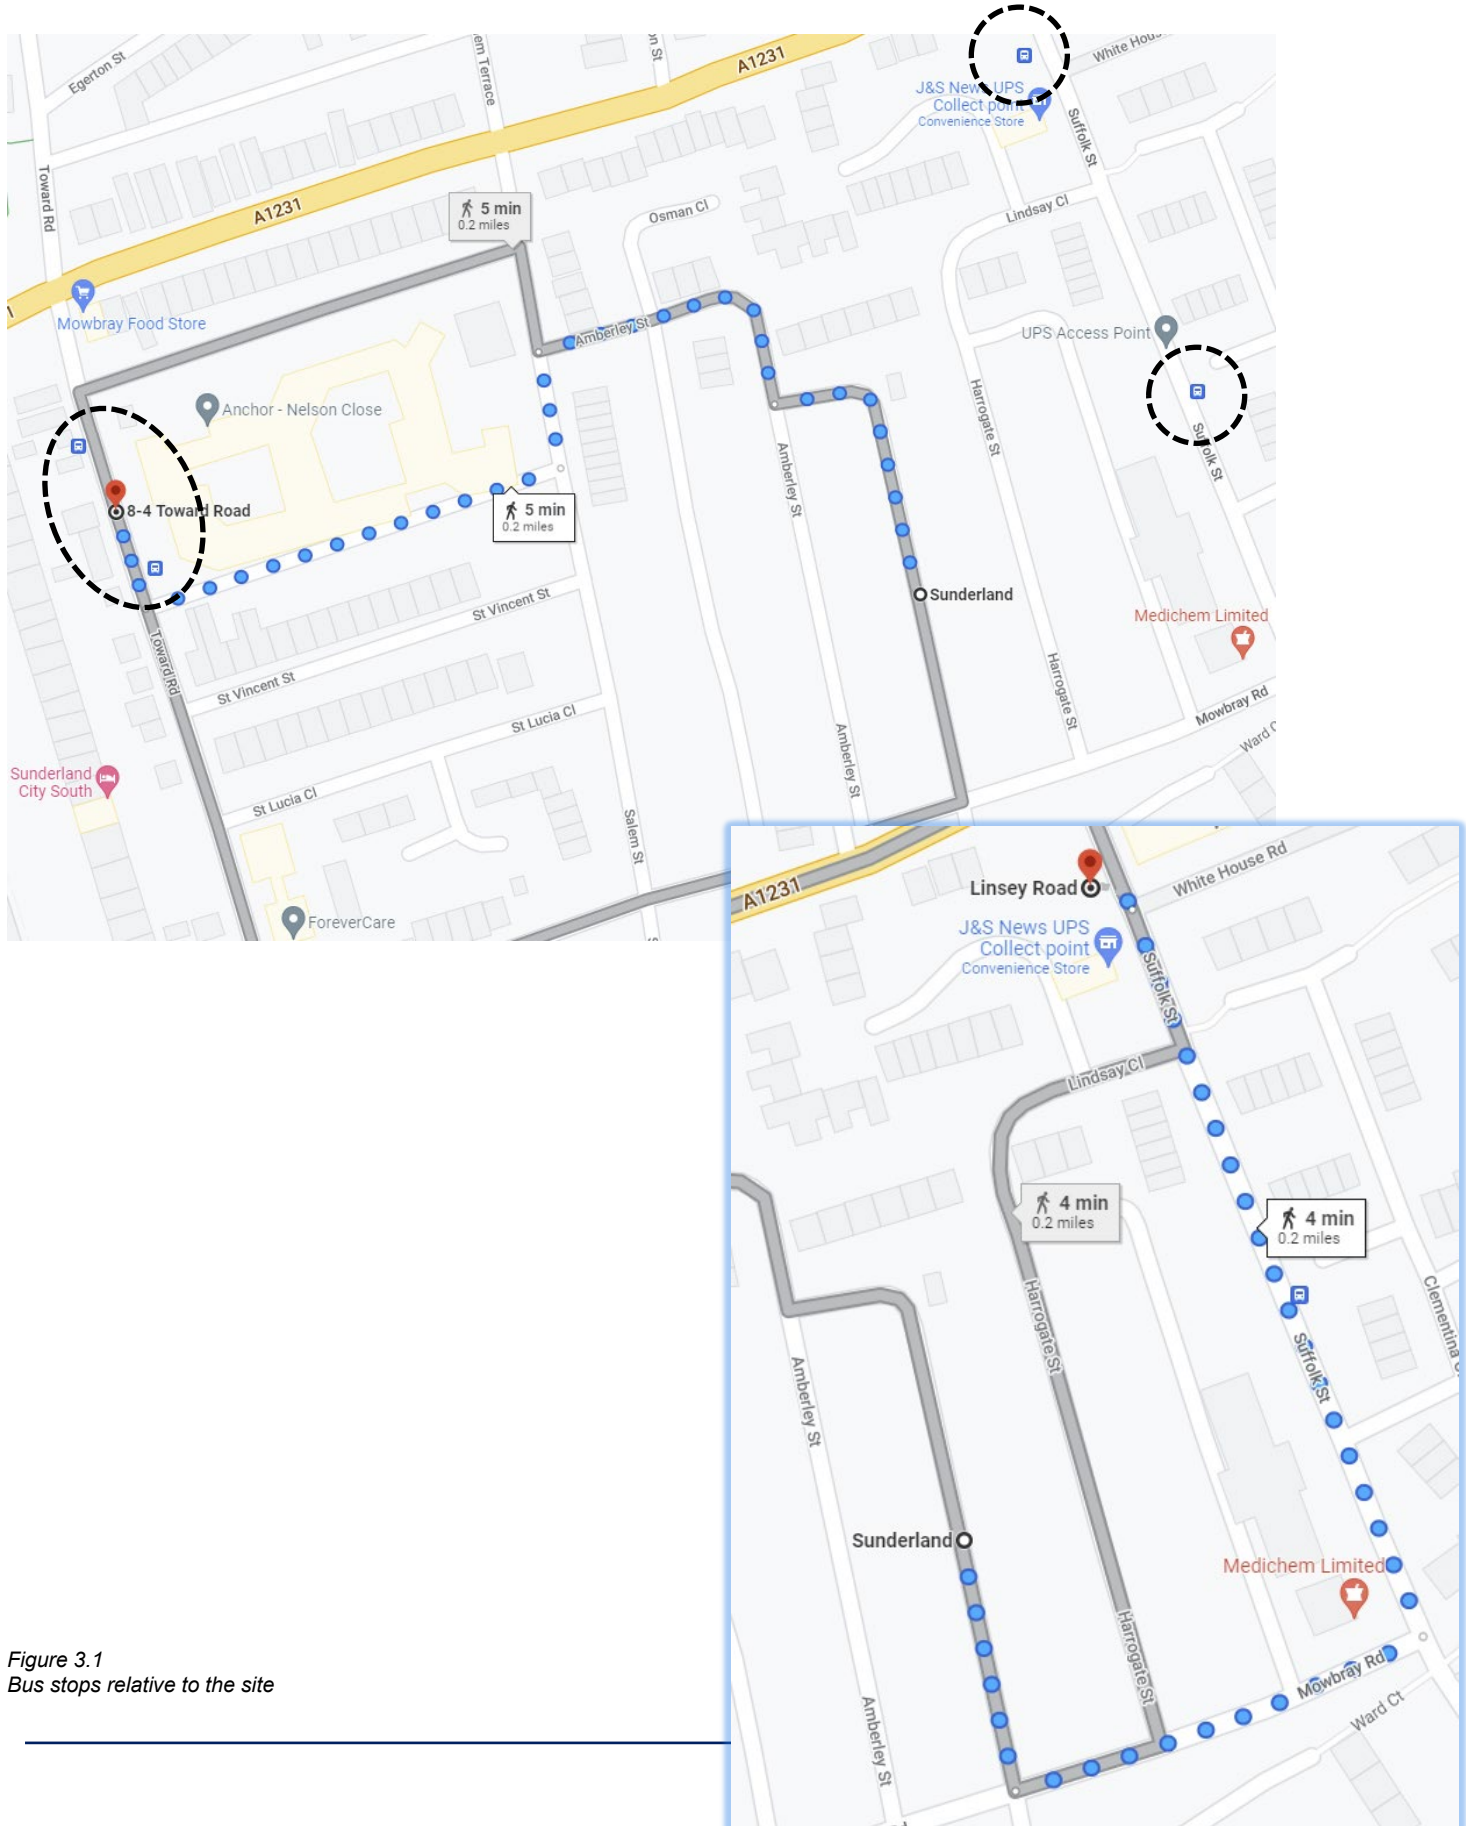 Egerton St
em Terrace
on St
A1231
White Hous
J&S News UPS
Collect point
Convenience Store
Suffolk St
Toward Rd
A1231
5 min
0.2 miles
Osman Cl
Lindsay Cl
1
Mowbray Food Store
Amberley St
UPS Access Point
Anchor - Nelson Close
Harrogate St
Suffolk St
Amberley St
8-4 Toward Road
5 min
0.2 miles
Sunderland
St Vincent St
Medichem Limited
Toward Rd
St Vincent St
Harrogate St
Mowbray Rd
St Lucia Cl
Amberley St
Ward C
Sunderland
City South
St Lucia Cl
Salem St
ForeverCare
A1231
Linsey Road
White House Rd
J&S News UPS
Collect point
Convenience Store
Suffolk St
Lindsay Cl
4 min
0.2 miles
4 min
0.2 miles
Harrogate St
Clementina C
Suffolk St
Amberley St
Sunderland
Medichem Limited
Harrogate St
Mowbray Rd
Ward Ct
Amberley St
Figure 3.1
Bus stops relative to the site